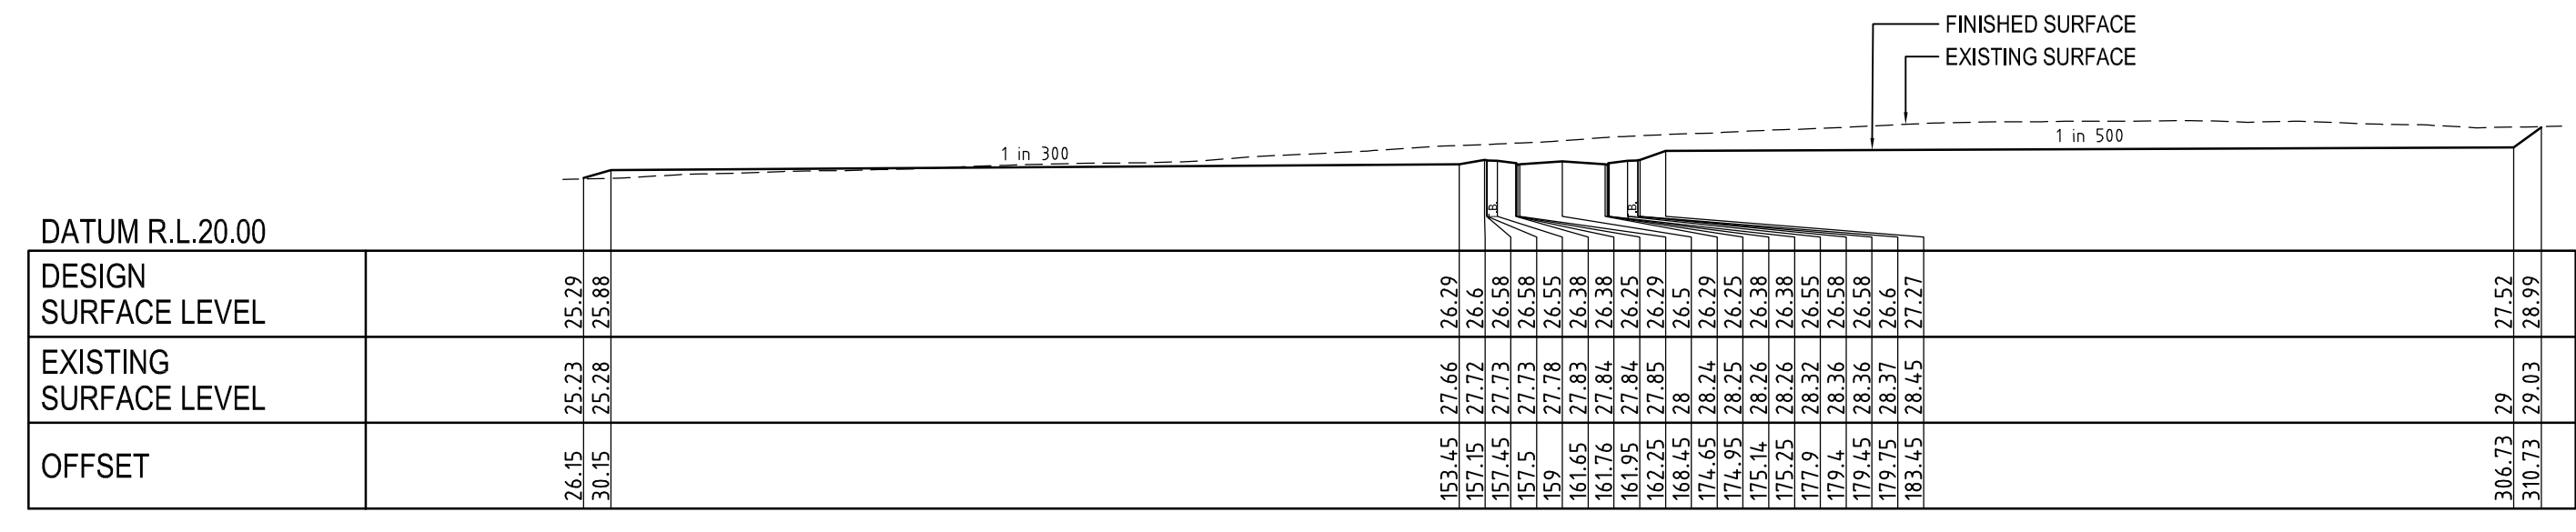 FINISHED SURFACE
EXISTING SURFACE
1 in 300
1 in 500
B.
B.
DATUM R.L.20.00
DESIGN
SURFACE LEVEL
25.29 25.88 26.29 26.6 26.58 26.58 26.55 26.38 26.38 26.25 26.29 26.5 26.29 26.25 26.38 26.38 26.55 26.58 26.58 26.6 27.27 27.52 28.99
EXISTING
SURFACE LEVEL
25.23 25.28 27.66 27.72 27.73 27.73 27.78 27.83 27.84 27.84 27.85 28 28.24 28.25 28.26 28.26 28.32 28.36 28.36 28.37 28.45 29 29.03
OFFSET
26.15 30.15 153.45 157.15 157.45 157.5 159 161.65 161.76 161.95 162.25 168.45 174.65 174.95 175.14 175.25 177.9 179.4 179.45 179.75 183.45 306.73 310.73